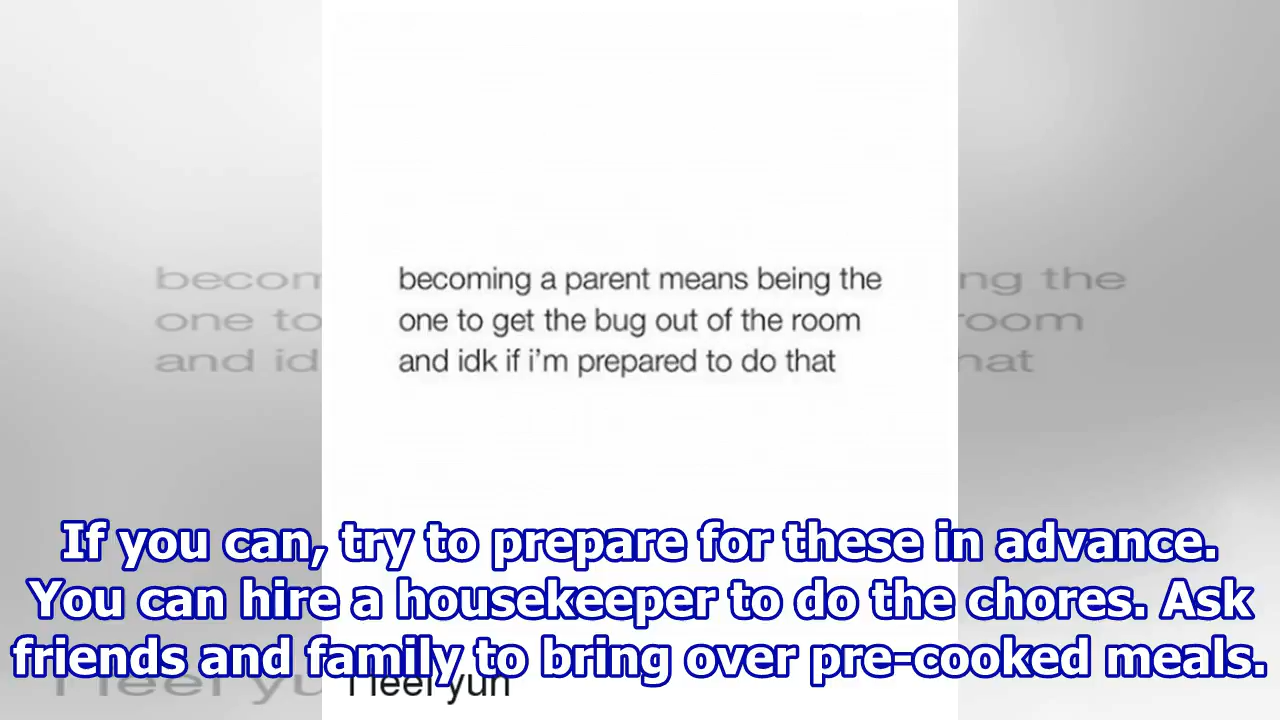 becoming a parent means being the
one to get the bug out of the room
and idk if i'm prepared to do that
If you can, try to prepare for these in advance.
You can hire a housekeeper to do the chores. Ask
friends and family to bring over pre-cooked meals.